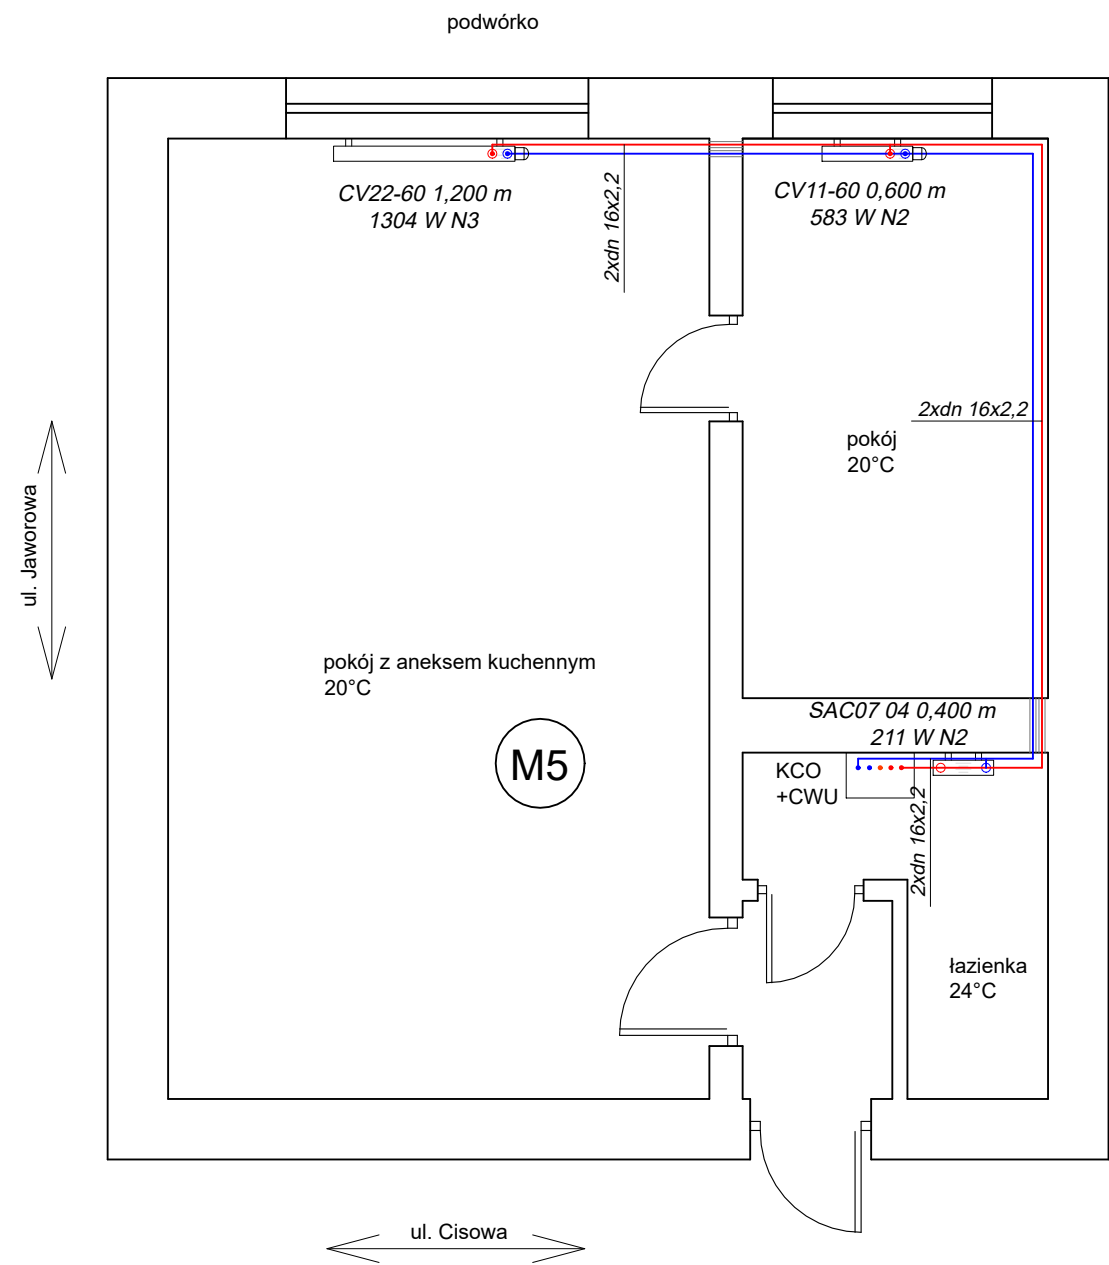 podwórko
CV22-60 1,200 m
1304 W N3
2xdn 16x2,2
CV11-60 0,600 m
583 W N2
2xdn 16x2,2
pokój
20°C
ul. Jaworowa
pokój z aneksem kuchennym
20°C
M5
SAC07 04 0,400 m
211 W N2
KCO
+CWU
2xdn 16x2,2
łazienka
24°C
ul. Cisowa